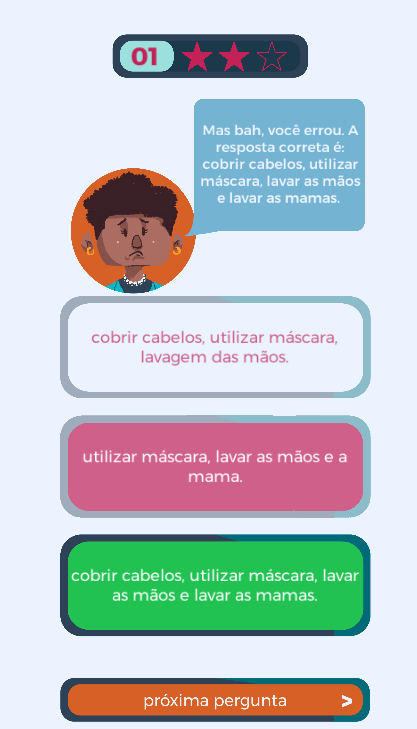 01
Mas bah, você errou. A
resposta correta é:
cobrir cabelos, utilizar
máscara, lavar as mãos
e lavar as mamas.
cobrir cabelos, utilizar máscara,
lavagem das mãos.
utilizar máscara, lavar as mãos e a
mama.
cobrir cabelos, utilizar máscara, lavar
as mãos e lavar as mamas.
próxima pergunta >